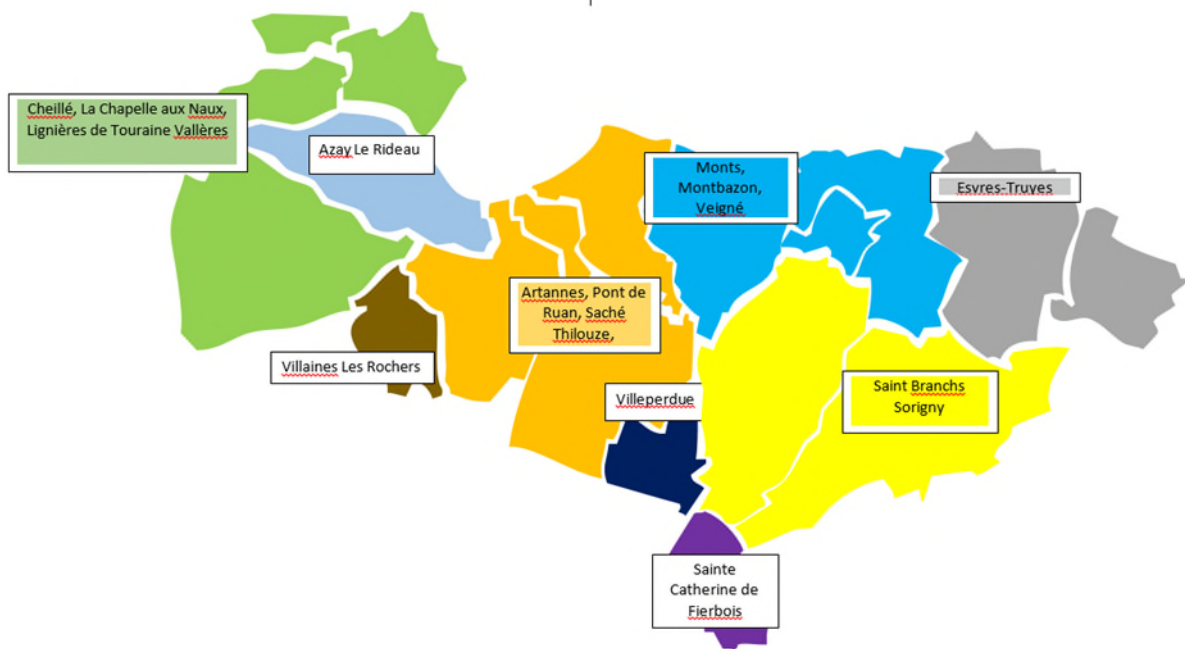 Cheillé, La Chapelle aux Naux,
Lignières de Touraine Vallères
Azay Le Rideau
Monts,
Montbazon,
Veigné
Esvres-Truyes
Artannes, Pont de
Ruan, Saché
Thilouze,
Villaines Les Rochers
Villeperdue
Saint Branchs
Sorigny
Sainte
Catherine de
Fierbois